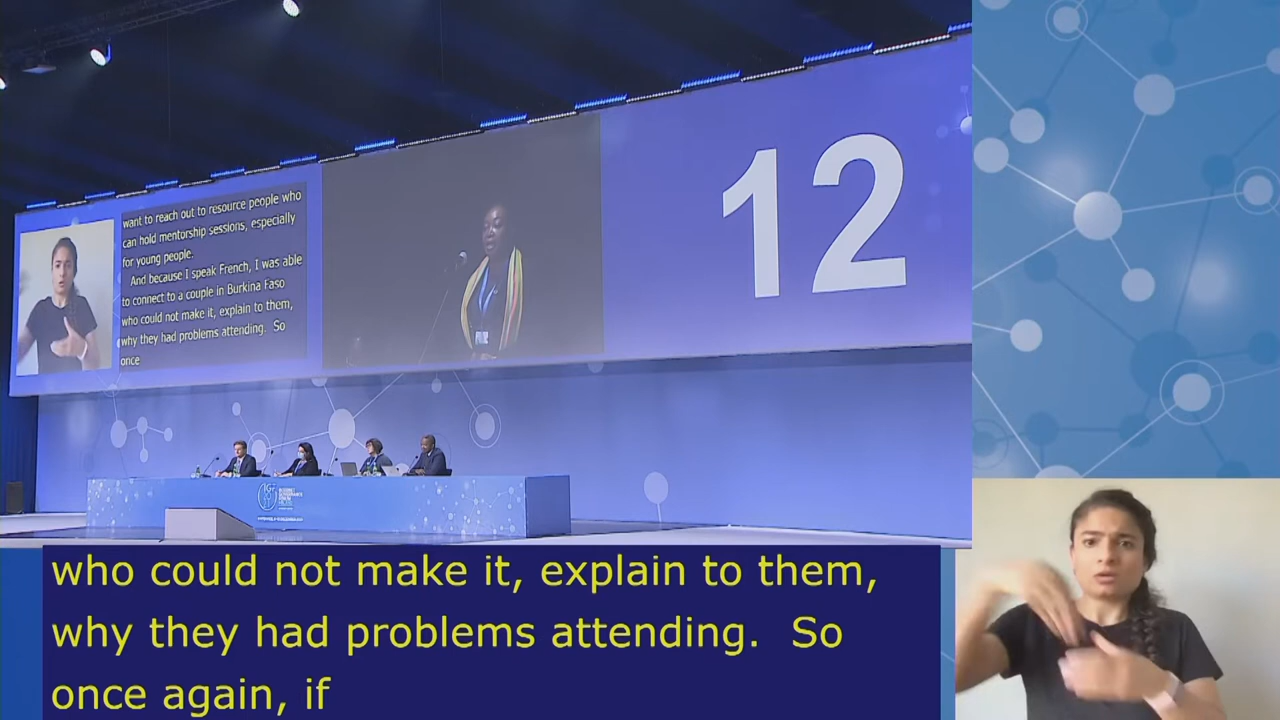 want to reach out to resource people who
can hold mentorship sessions, especially
for young people.
And because I speak French, I was able
to connect to a couple in Burkina Faso
who could not make it, explain to them,
why they had problems attending. So
once
12
who could not make it, explain to them,
why they had problems attending. So
once again, if